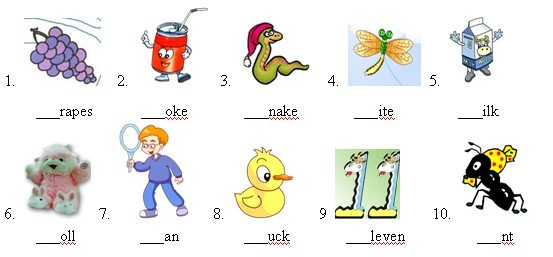 1. 2. 3. 4. 5.
___rapes ___oke ___nake ___ite ___ilk
6. 7. 8. 9 10.
___oll ___an ___uck ___leven ___nt